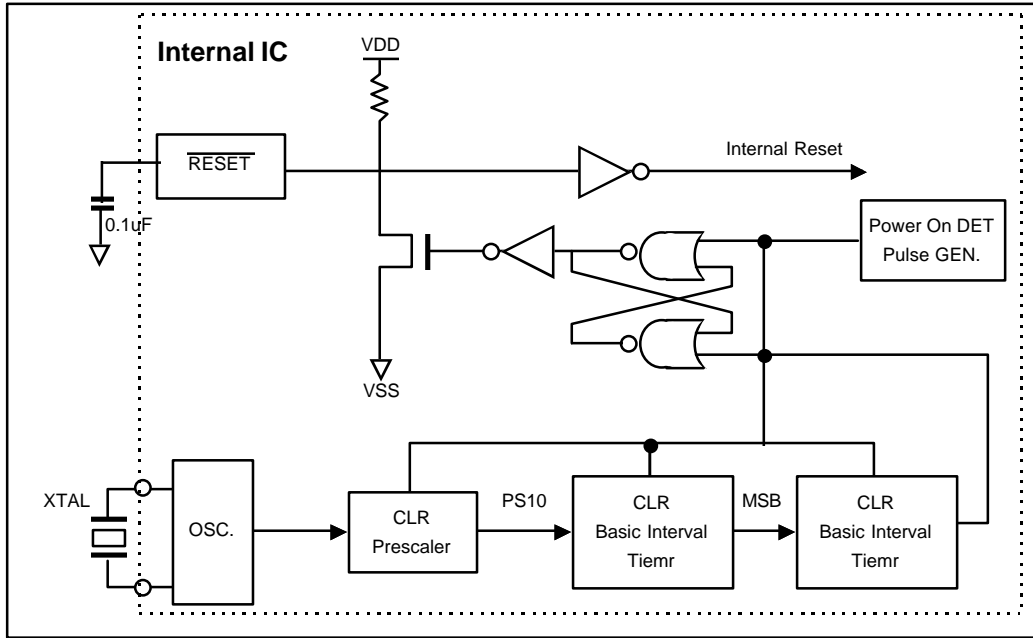 Internal IC
VDD
RESET
Internal Reset
0.1uF
Power On DET
Pulse GEN.
VSS
XTAL
OSC.
CLR
Prescaler
PS10
CLR
Basic Interval
Tiemr
MSB
CLR
Basic Interval
Tiemr